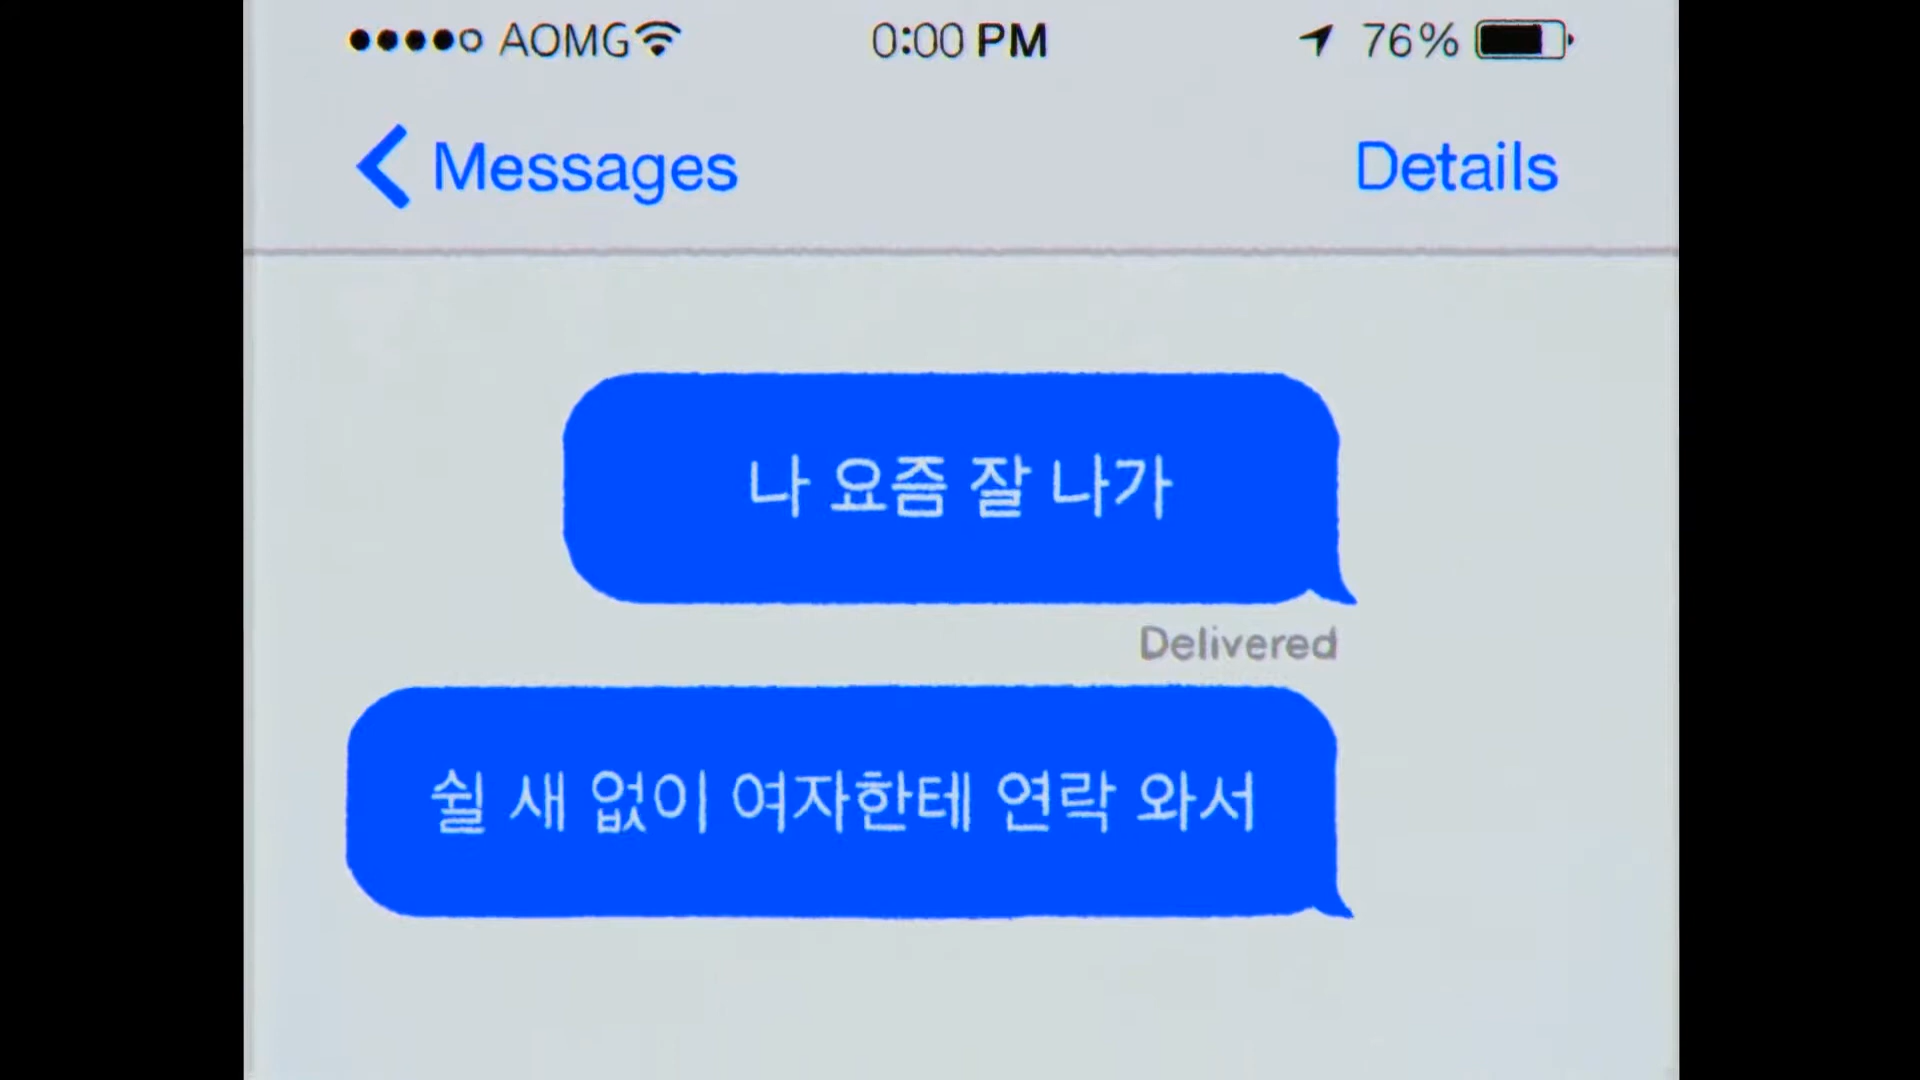 AOMG 0:00 PM 76%
Messages Details
나 요즘 잘 나가
Delivered
쉴 새 없이 여자한테 연락 와서